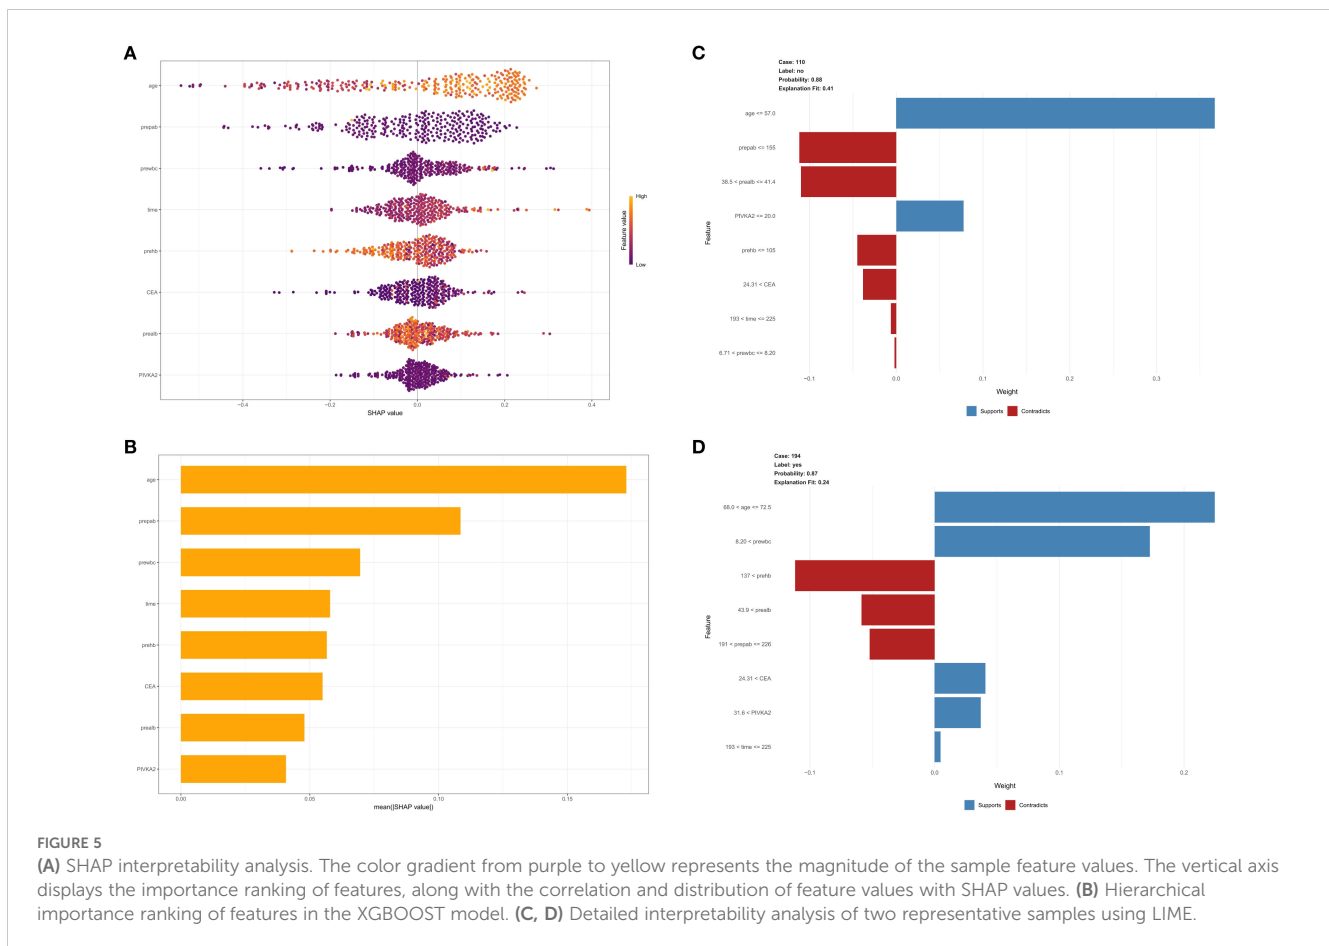 A
age
prepab
prewbc
time
prehb
CEA
prealb
PIVKA2
−0.4
−0.2
0.0
0.2
0.4
SHAP value
High
Feature value
Low
C
Case: 110
Label: no
Probability: 0.88
Explanation Fit: 0.41
age <= 57.0
prepab <= 155
38.5 < prealb <= 41.4
PIVKA2 <= 20.0
prehb <= 105
24.31 < CEA
193 < time <= 225
6.71 < prewbc <= 8.20
Feature
−0.1
0.0
0.1
0.2
0.3
Weight
Supports
Contradicts
B
age
prepab
prewbc
time
prehb
CEA
prealb
PIVKA2
0.00
0.05
0.10
0.15
mean(|SHAP value|)
D
Case: 194
Label: yes
Probability: 0.87
Explanation Fit: 0.24
68.0 < age <= 72.5
8.20 < prewbc
137 < prehb
43.9 < prealb
191 < prepab <= 226
24.31 < CEA
31.6 < PIVKA2
193 < time <= 225
Feature
−0.1
0.0
0.1
0.2
Weight
Supports
Contradicts
FIGURE 5
(A) SHAP interpretability analysis. The color gradient from purple to yellow represents the magnitude of the sample feature values. The vertical axis
displays the importance ranking of features, along with the correlation and distribution of feature values with SHAP values. (B) Hierarchical
importance ranking of features in the XGBOOST model. (C, D) Detailed interpretability analysis of two representative samples using LIME.